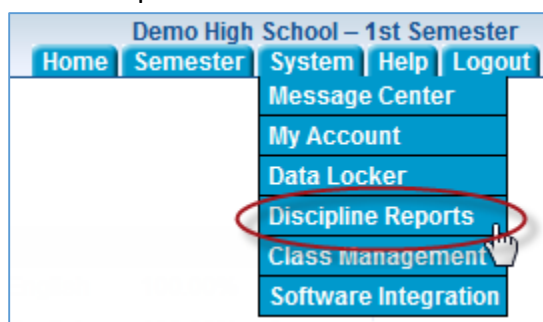 Demo High School – 1st Semester
Home Semester System Help Logout
Message Center
My Account
Data Locker
Discipline Reports
Class Management
Software Integration